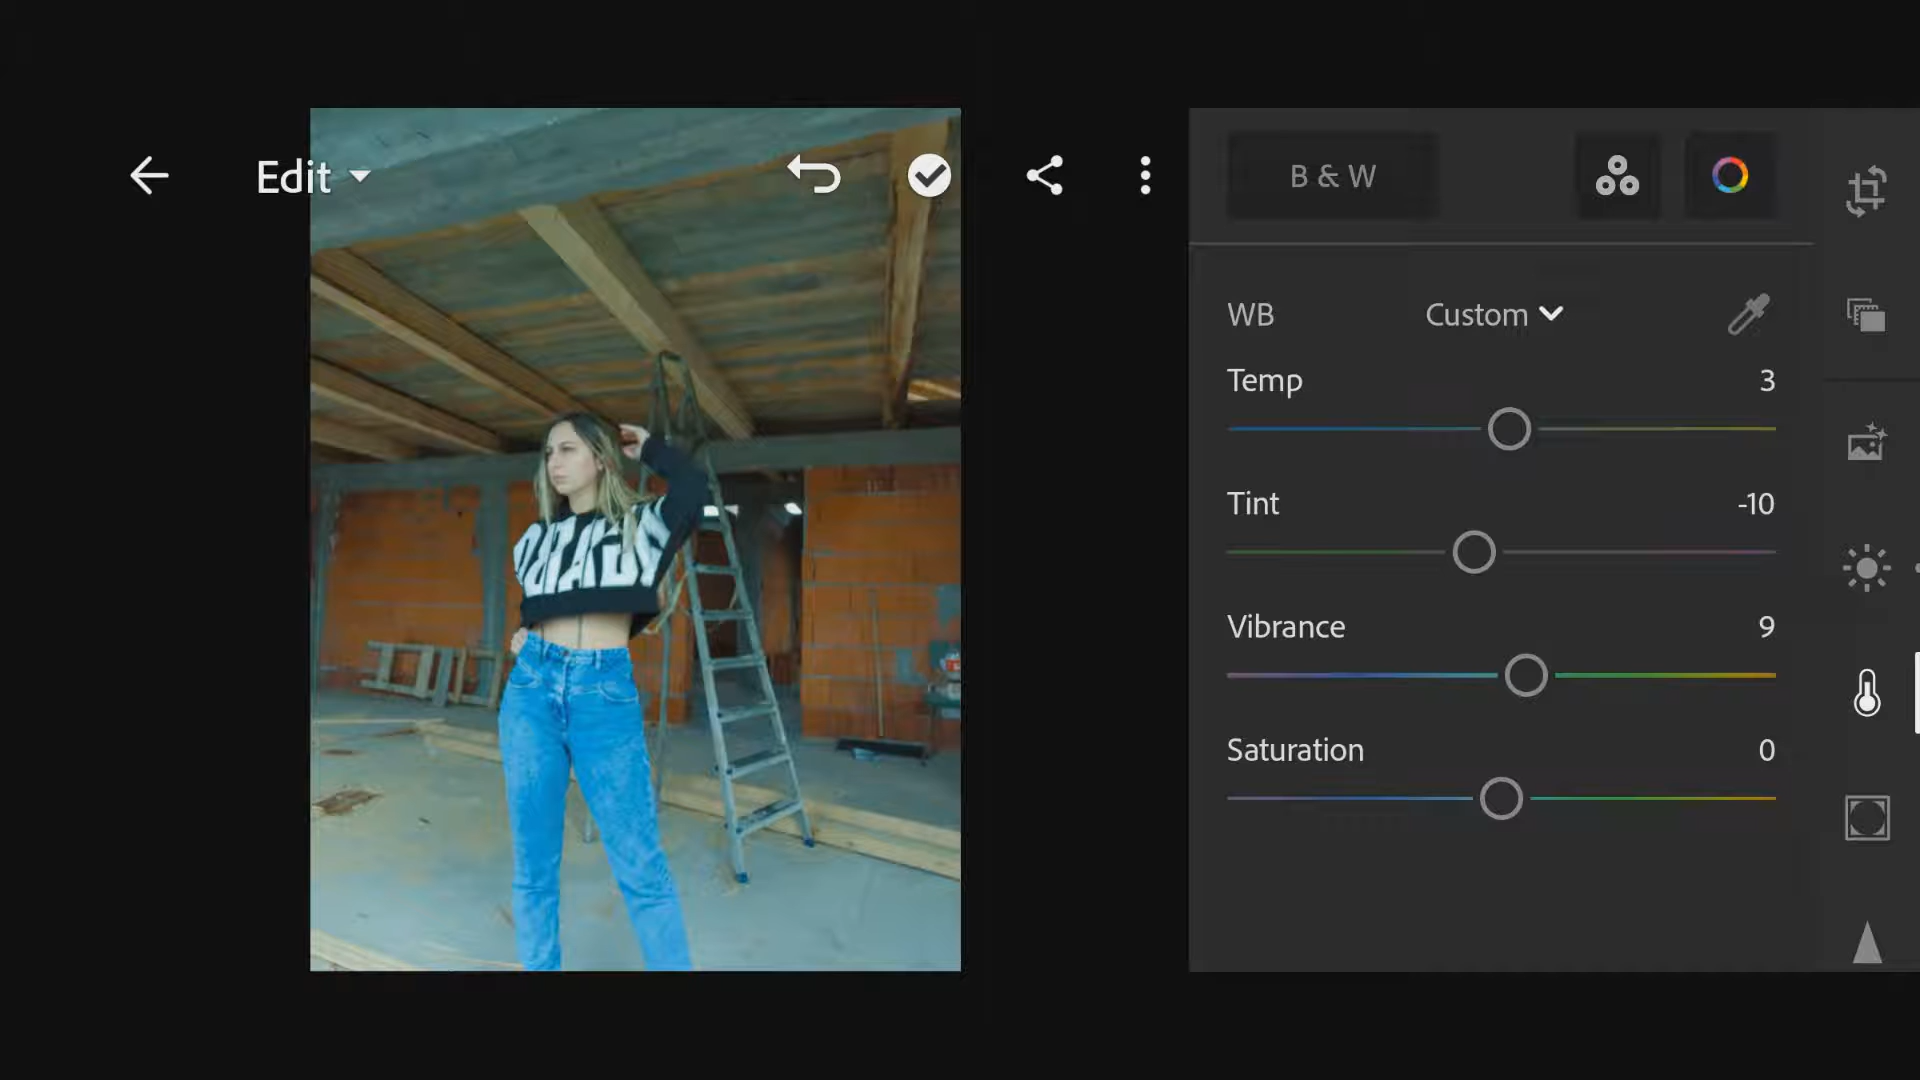 Edit
B & W
WB Custom
Temp 3
Tint -10
Vibrance 9
Saturation 0